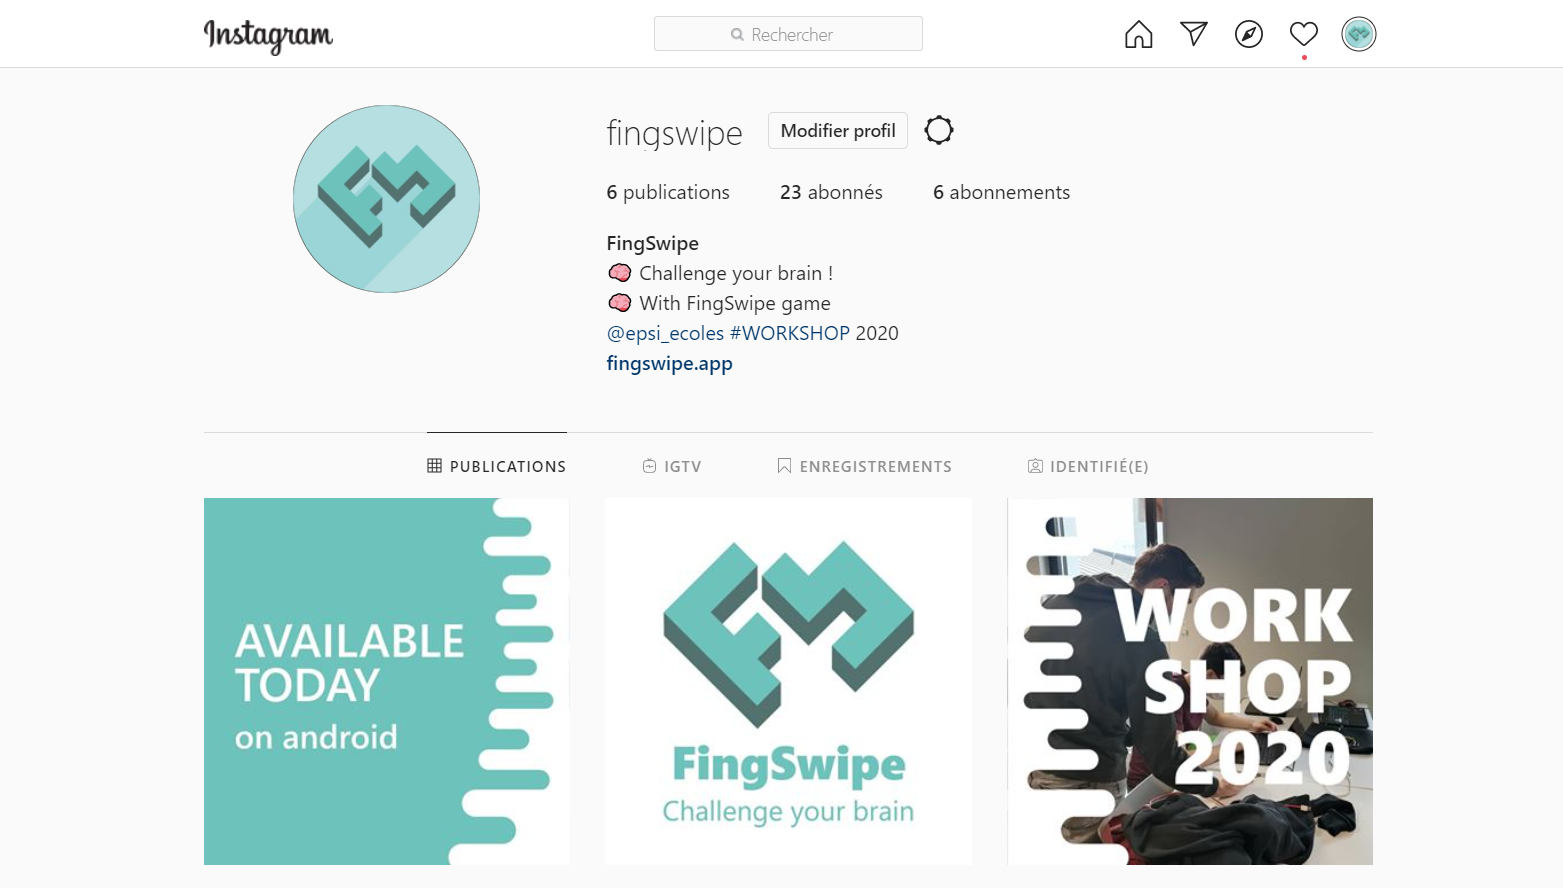 Instagram
Rechercher
fingswipe
Modifier profil
6 publications
23 abonnés
6 abonnements
FingSwipe
🧠 Challenge your brain !
🧠 With FingSwipe game
@epsi_ecoles #WORKSHOP 2020
fingswipe.app
PUBLICATIONS
IGTV
ENREGISTREMENTS
IDENTIFIÉ(E)
AVAILABLE
TODAY
on android
FingSwipe
Challenge your brain
WORK
SHOP
2020